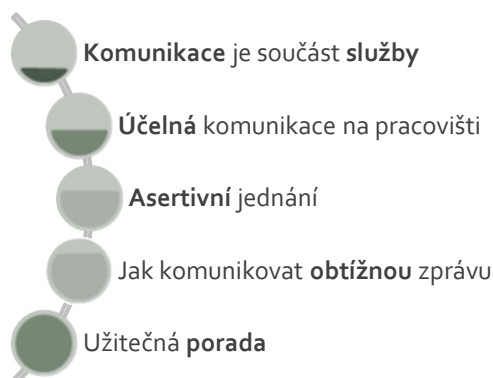 Komunikace je součást služby
Účelná komunikace na pracovišti
Asertivní jednání
Jak komunikovat obtížnou zprávu
Užitečná porada